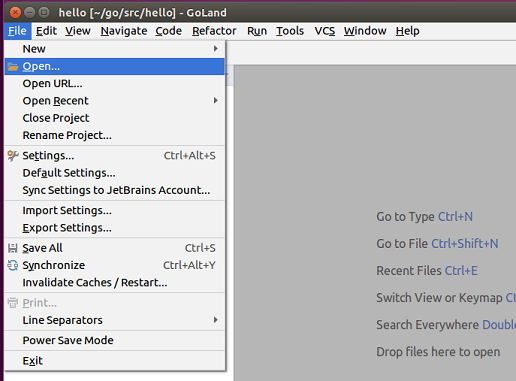 hello [~/go/src/hello] - GoLand
File Edit View Navigate Code Refactor Run Tools VCS Window Help
New
Open...
Open URL...
Open Recent
Close Project
Rename Project...
Settings... Ctrl+Alt+S
Default Settings...
Sync Settings to JetBrains Account...
Import Settings...
Export Settings...
Save All Ctrl+S
Synchronize Ctrl+Alt+Y
Invalidate Caches / Restart...
Print...
Line Separators
Power Save Mode
Exit
Go to Type Ctrl+N
Go to File Ctrl+Shift+N
Recent Files Ctrl+E
Switch View or Keymap
Search Everywhere Double
Drop files here to open